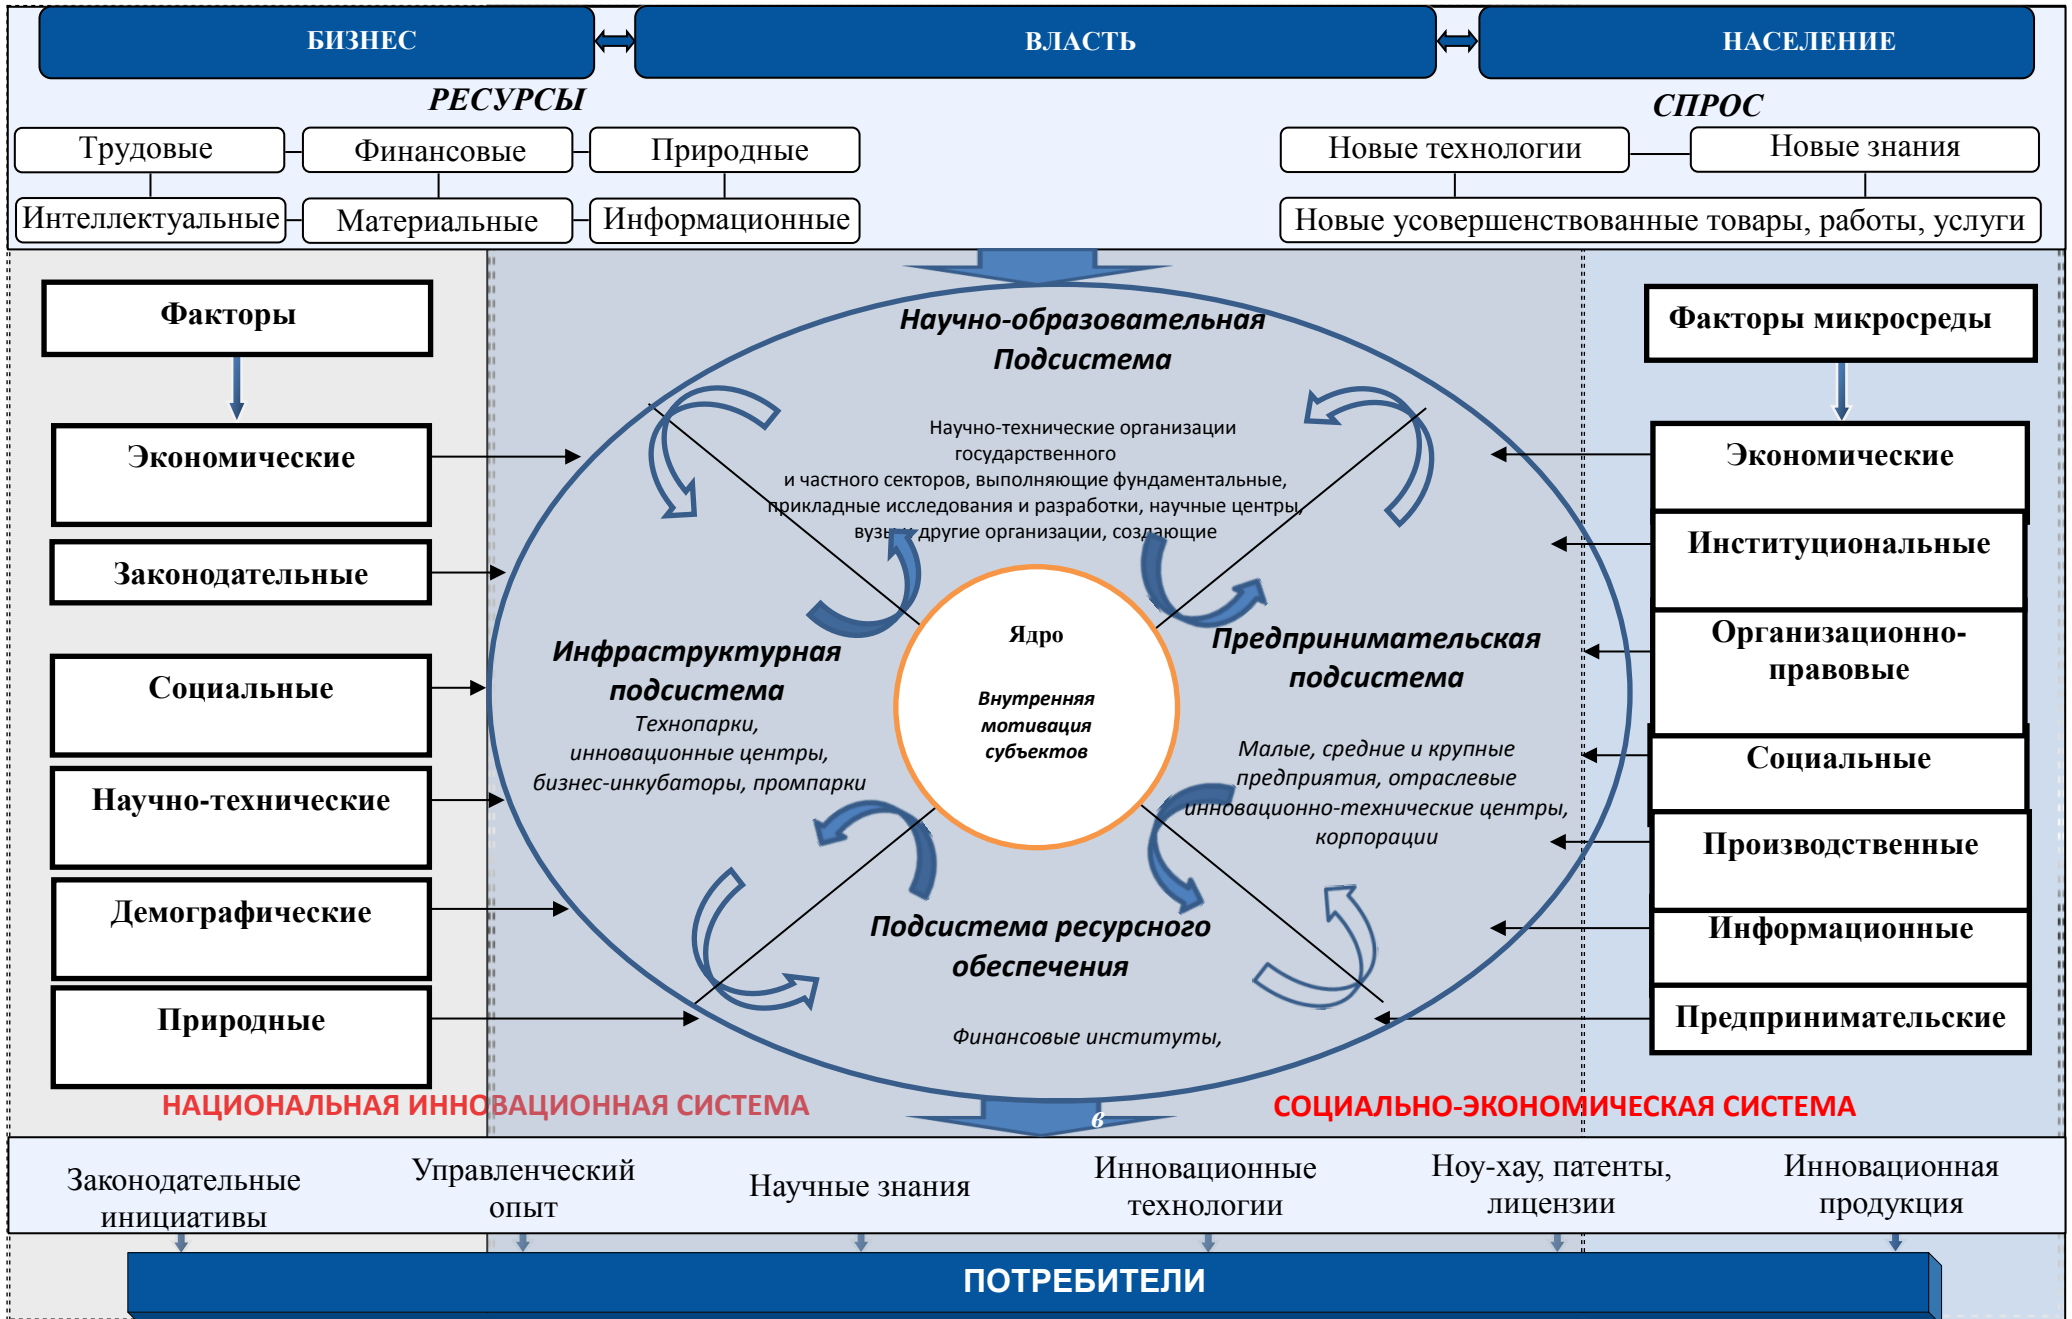 БИЗНЕС
ВЛАСТЬ
НАСЕЛЕНИЕ
РЕСУРСЫ
СПРОС
Трудовые
Финансовые
Природные
Новые технологии
Новые знания
Интеллектуальные
Материальные
Информационные
Новые усовершенствованные товары, работы, услуги
Факторы
Экономические
Законодательные
Социальные
Научно-технические
Демографические
Природные
Научно-образовательная
Подсистема
Научно-технические организации
государственного
и частного секторов, выполняющие фундаментальные,
прикладные исследования и разработки, научные центры,
вузы и другие организации, создающие
Инфраструктурная
подсистема
Технопарки,
инновационные центры,
бизнес-инкубаторы, промпарки
Ядро
Внутренняя
мотивация
субъектов
Предпринимательская
подсистема
Малые, средние и крупные
предприятия, отраслевые
инновационно-технические центры,
корпорации
Подсистема ресурсного
обеспечения
Финансовые институты,
Факторы микросреды
Экономические
Институциональные
Организационно-
правовые
Социальные
Производственные
Информационные
Предпринимательские
НАЦИОНАЛЬНАЯ ИННОВАЦИОННАЯ СИСТЕМА
в
СОЦИАЛЬНО-ЭКОНОМИЧЕСКАЯ СИСТЕМА
Законодательные
инициативы
Управленческий
опыт
Научные знания
Инновационные
технологии
Ноу-хау, патенты,
лицензии
Инновационная
продукция
ПОТРЕБИТЕЛИ